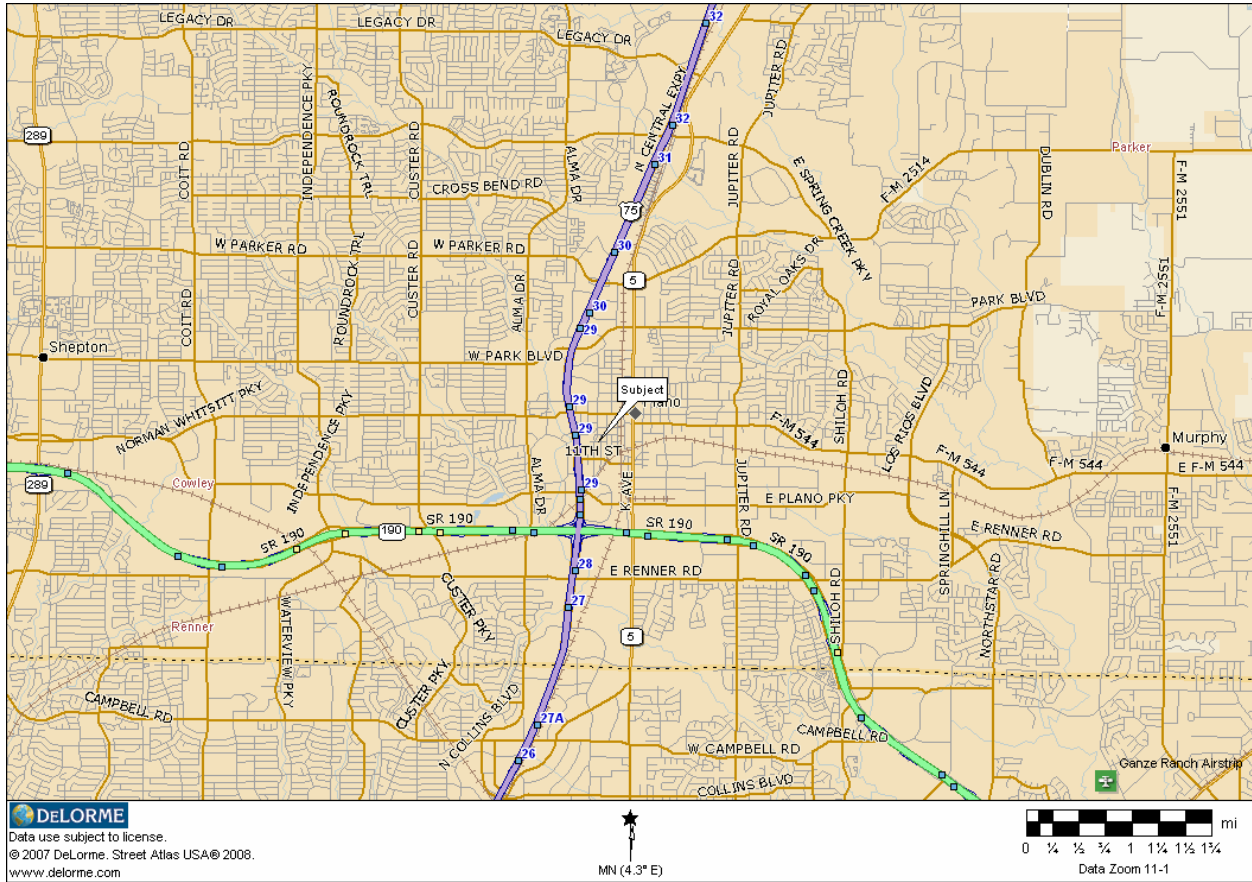 LEGACY DR
LEGACY DR
LEGACY DR
32
N CENTRAL EXPY
JUPITER RD
INDEPENDENCE PKY
ROUNDROCK TRL
289
COIT RD
CUSTER RD
CROSS BEND RD
ALMA DR
32
31
JUPITER RD
E SPRING CREEK PKY
F-M 2514
DUBLIN RD
Parker
F-M 2551
75
W PARKER RD
W PARKER RD
30
5
ROUNDROCK TRL
CUSTER RD
ALMA DR
COIT RD
JUPITER RD
ROYAL OAKS DR
PARK BLVD
F-M 2551
30
29
Shepton
W PARK BLVD
Subject
Plano
NORMAN WHITSITT PKY
INDEPENDENCE PKY
29
29
11TH ST
F-M 544
SHILOH RD
LOS RIOS BLVD
Murphy
F-M 544
F-M 544
E F-M 544
289
Cowley
ALMA DR
29
K AVE
JUPITER RD
E PLANO PKY
SPRINGHILL LN
E RENNER RD
F-M 2551
SR 190
190
SR 190
SR 190
SR 190
28
E RENNER RD
27
Renner
WATERVIEW PKY
CUSTER PKY
5
SHILOH RD
NORTHSTAR RD
CAMPBELL RD
CUSTER PKY
N COLLINS BLVD
27A
26
W CAMPBELL RD
CAMPBELL RD
COLLINS BLVD
Ganze Ranch Airstrip
DELORME
Data use subject to license.
© 2007 DeLorme. Street Atlas USA® 2008.
www.delorme.com
MN (4.3° E)
mi
0 ¼ ½ ¾ 1 1¼ 1½ 1¾
Data Zoom 11-1